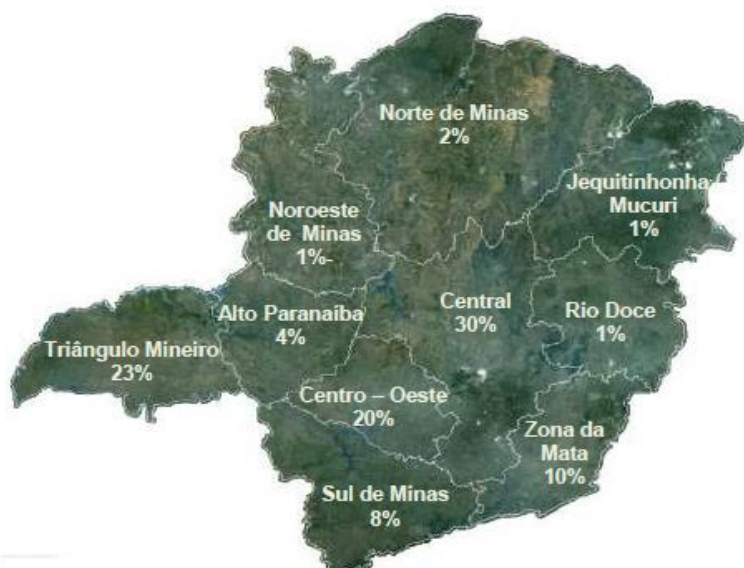 Norte de Minas
2%
Jequitinhonha-
Mucuri
1%
Noroeste
de Minas
1%-
Central
30%
Rio Doce
1%
Alto Paranaíba
4%
Triângulo Mineiro
23%
Centro – Oeste
20%
Zona da
Mata
10%
Sul de Minas
8%